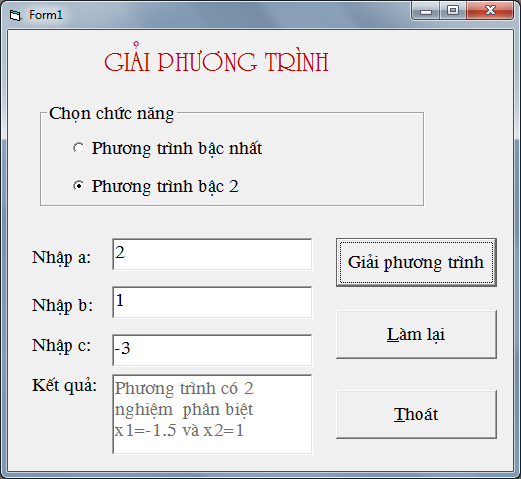 Form1
GIẢI PHƯƠNG TRÌNH
Chọn chức năng
Phương trình bậc nhất
Phương trình bậc 2
Nhập a:
2
Giải phương trình
Nhập b:
1
Làm lại
Nhập c:
-3
Kết quả:
Phương trình có 2
nghiệm phân biệt
x1=-1.5 và x2=1
Thoát